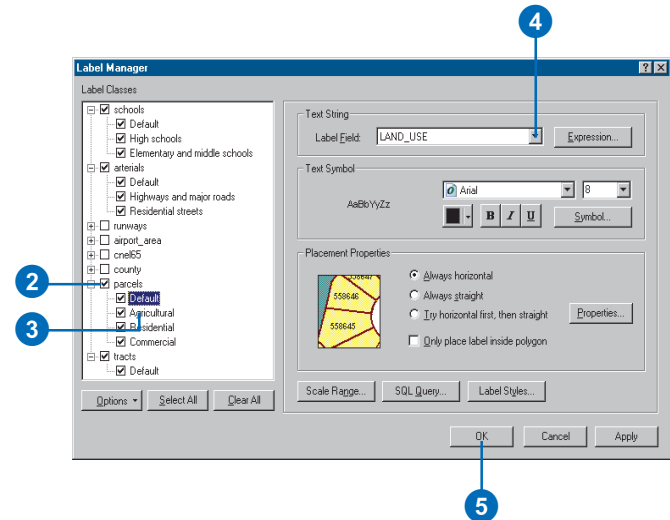 4
Label Manager
? X
Label Classes
schools
Default
High schools
Elementary and middle schools
arterials
Default
Highways and major roads
Residential streets
runways
airport_area
cnel65
county
parcels
Default
Agricultural
Residential
Commercial
tracts
Default
2
3
Options
Select All
Clear All
Text String
Label Field:
LAND_USE
Expression...
Text Symbol
AaBbYyZz
Arial
8
B I U
Symbol...
Placement Properties
558647
558646
558645
Always horizontal
Always straight
Try horizontal first, then straight
Only place label inside polygon
Properties...
Scale Range...
SQL Query...
Label Styles...
OK
Cancel
Apply
5